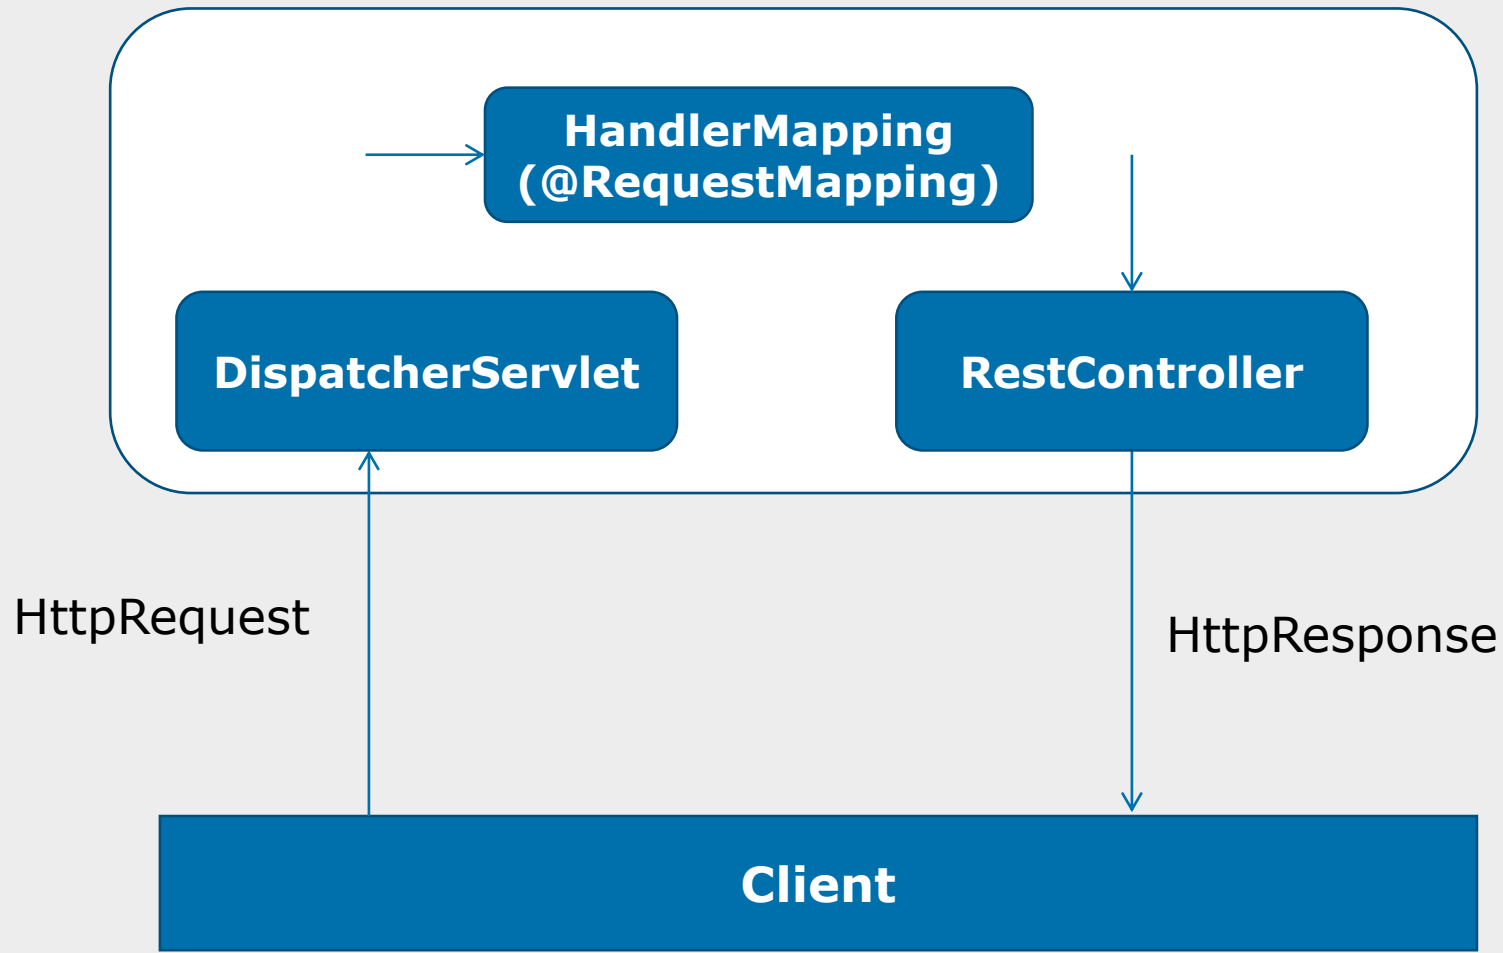 HandlerMapping
(@RequestMapping)
DispatcherServlet
RestController
HttpRequest
HttpResponse
Client